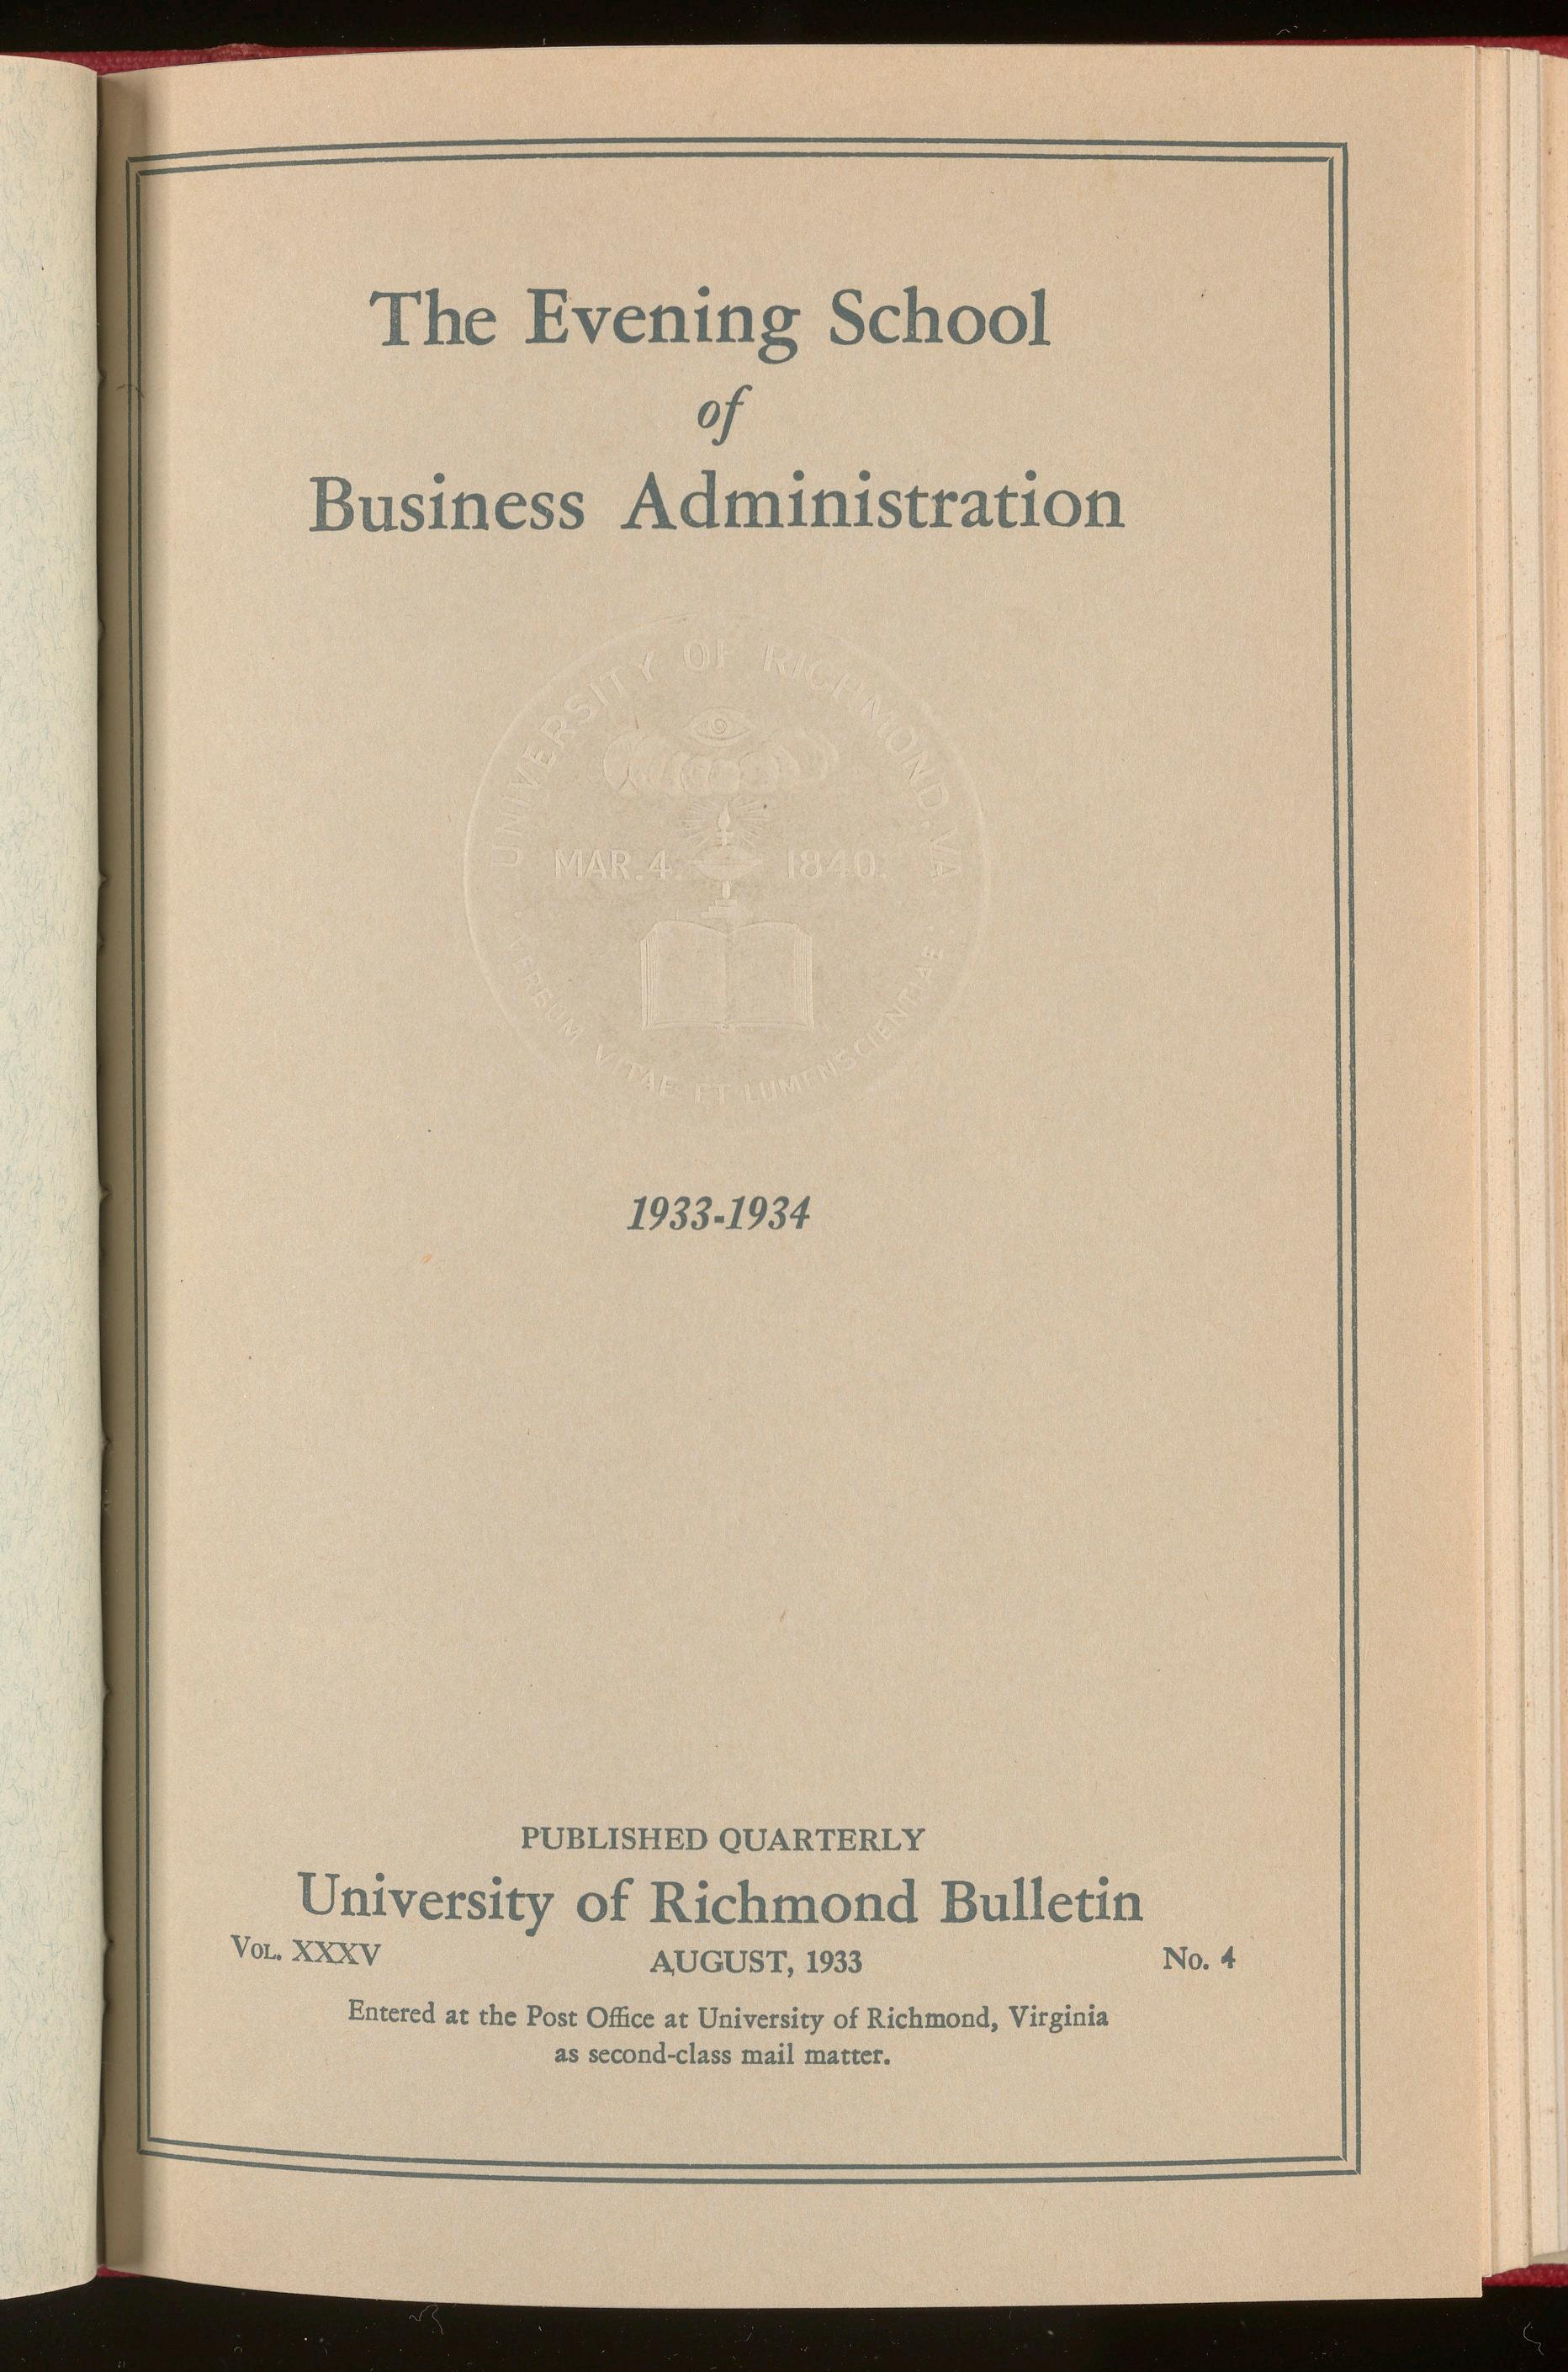 The Evening School
of
Business Administration
UNIVERSITY OF RICHMOND, VA
MAR. 4. 1840.
VERBUM VITAE ET LUMEN SCIENTIAE
1933-1934
PUBLISHED QUARTERLY
University of Richmond Bulletin
VOL. XXXV AUGUST, 1933 No. 4
Entered at the Post Office at University of Richmond, Virginia
as second-class mail matter.